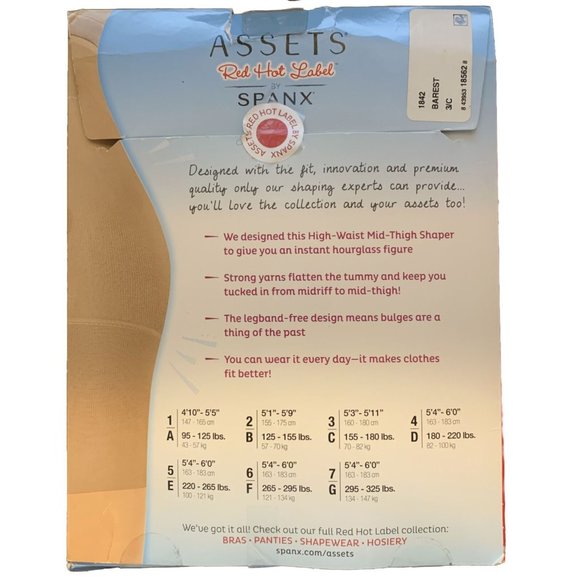 ASSETS®
Red Hot Label™
BY
SPANX®
1842
BAREST
3/C
8 43953 18562 8
ASSETS RED HOT LABEL BY SPANX
Designed with the fit, innovation and premium
quality only our shaping experts can provide...
you'll love the collection and your assets too!
— We designed this High-Waist Mid-Thigh Shaper
to give you an instant hourglass figure
— Strong yarns flatten the tummy and keep you
tucked in from midriff to mid-thigh!
— The legband-free design means bulges are a
thing of the past
— You can wear it every day—it makes clothes
fit better!
1
A
4'10"- 5'5"
147 - 165 cm
95 - 125 lbs.
43 - 57 kg
2
B
5'1"- 5'9"
155 - 175 cm
125 - 155 lbs.
57 - 70 kg
3
C
5'3"- 5'11"
160 - 180 cm
155 - 180 lbs.
70 - 82 kg
4
D
5'4"- 6'0"
163 - 183 cm
180 - 220 lbs.
82 - 100 kg
5
E
5'4"- 6'0"
163 - 183 cm
220 - 265 lbs.
100 - 121 kg
6
F
5'4"- 6'0"
163 - 183 cm
265 - 295 lbs.
121 - 134 kg
7
G
5'4"- 6'0"
163 - 183 cm
295 - 325 lbs.
134 - 147 kg
We've got it all! Check out our full Red Hot Label collection:
BRAS • PANTIES • SHAPEWEAR • HOSIERY
spanx.com/assets